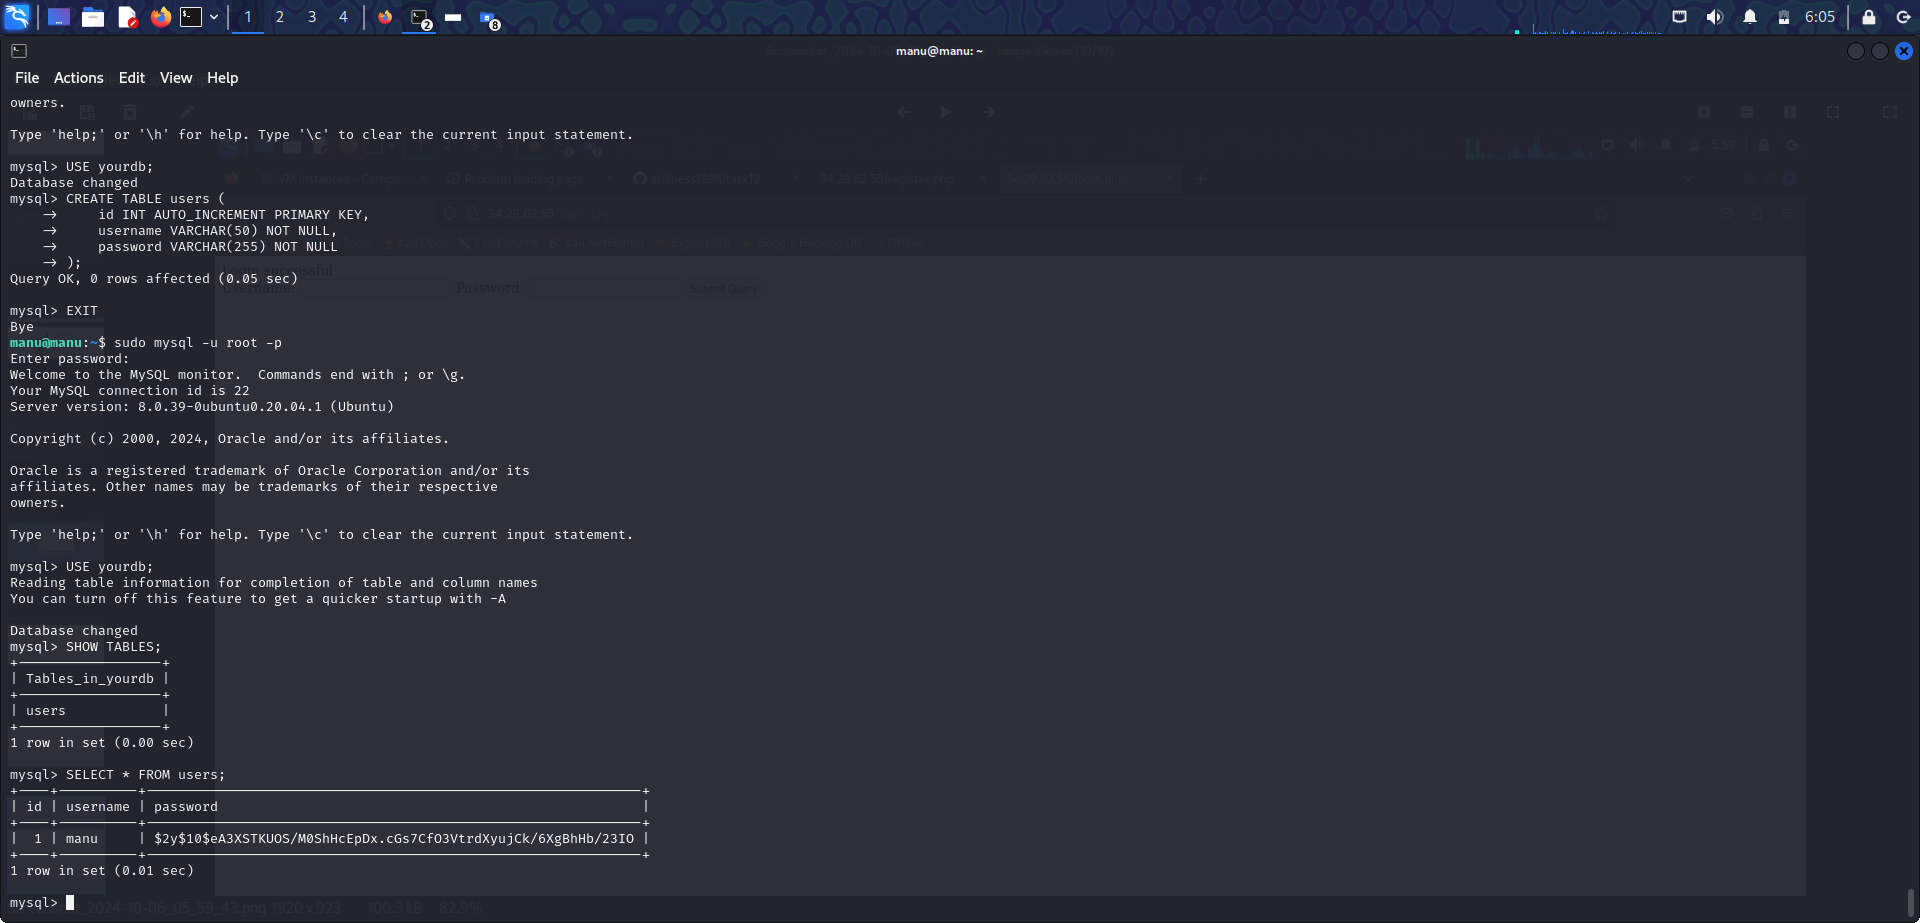 1 2 3 4 2 8 6:05
manu@manu: ~
File Actions Edit View Help
owners.
Type 'help;' or '\h' for help. Type '\c' to clear the current input statement.
mysql> USE yourdb;
Database changed
mysql> CREATE TABLE users (
    → id INT AUTO_INCREMENT PRIMARY KEY,
    → username VARCHAR(50) NOT NULL,
    → password VARCHAR(255) NOT NULL
    → );
Query OK, 0 rows affected (0.05 sec)
mysql> EXIT
Bye
manu@manu:~$ sudo mysql -u root -p
Enter password:
Welcome to the MySQL monitor.  Commands end with ; or \g.
Your MySQL connection id is 22
Server version: 8.0.39-0ubuntu0.20.04.1 (Ubuntu)
Copyright (c) 2000, 2024, Oracle and/or its affiliates.
Oracle is a registered trademark of Oracle Corporation and/or its
affiliates. Other names may be trademarks of their respective
owners.
Type 'help;' or '\h' for help. Type '\c' to clear the current input statement.
mysql> USE yourdb;
Reading table information for completion of table and column names
You can turn off this feature to get a quicker startup with -A
Database changed
mysql> SHOW TABLES;
| Tables_in_yourdb |
| users |
1 row in set (0.00 sec)
mysql> SELECT * FROM users;
| id | username | password |
| 1 | manu | $2y$10$eA3XSTKUOS/M0ShHcEpDx.cGs7CfO3VtrdXyujCk/6XgBhHb/23IO |
1 row in set (0.01 sec)
mysql>